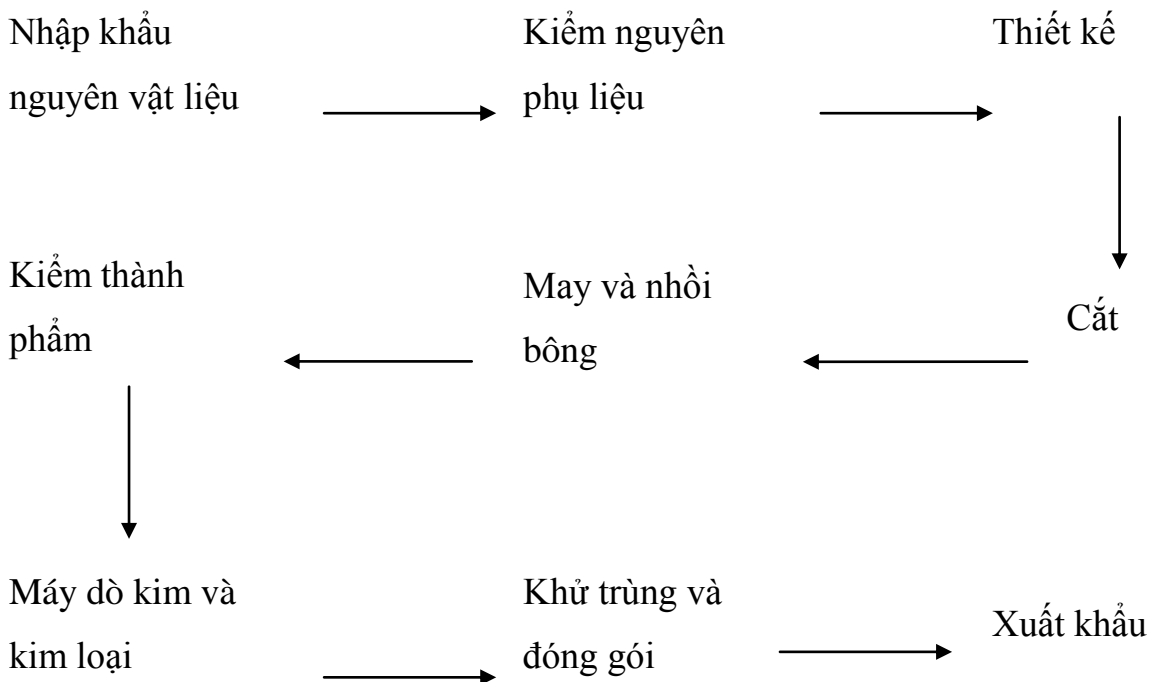 Nhập khẩu
nguyên vật liệu
Kiểm nguyên
phụ liệu
Thiết kế
Cắt
May và nhồi
bông
Kiểm thành
phẩm
Máy dò kim và
kim loại
Khử trùng và
đóng gói
Xuất khẩu